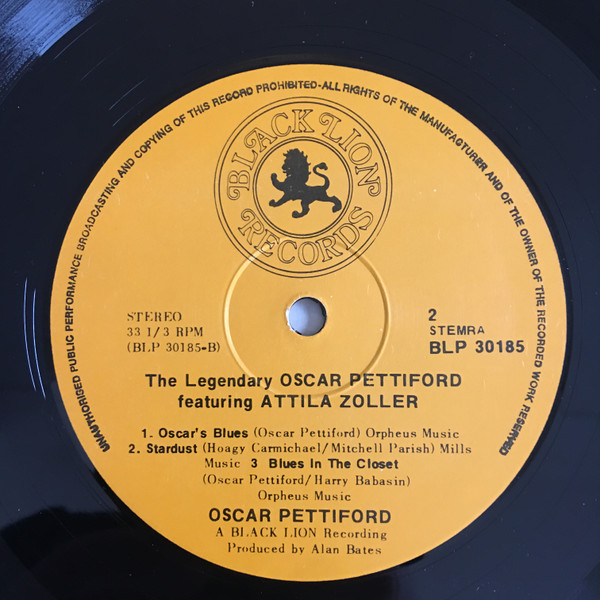 UNAUTHORISED PUBLIC PERFORMANCE BROADCASTING AND COPYING OF THIS RECORD PROHIBITED-ALL RIGHTS OF THE MANUFACTURER AND OF THE OWNER OF THE RECORDED WORK RESERVED
BLACK LION
RECORDS
STEREO
33 1/3 RPM
(BLP 30185-B)
2
STEMRA
BLP 30185
The Legendary OSCAR PETTIFORD
featuring ATTILA ZOLLER
1. Oscar's Blues (Oscar Pettiford) Orpheus Music
2. Stardust (Hoagy Carmichael/Mitchell Parish) Mills
Music 3 Blues In The Closet
(Oscar Pettiford/Harry Babasin)
Orpheus Music
OSCAR PETTIFORD
A BLACK LION Recording
Produced by Alan Bates